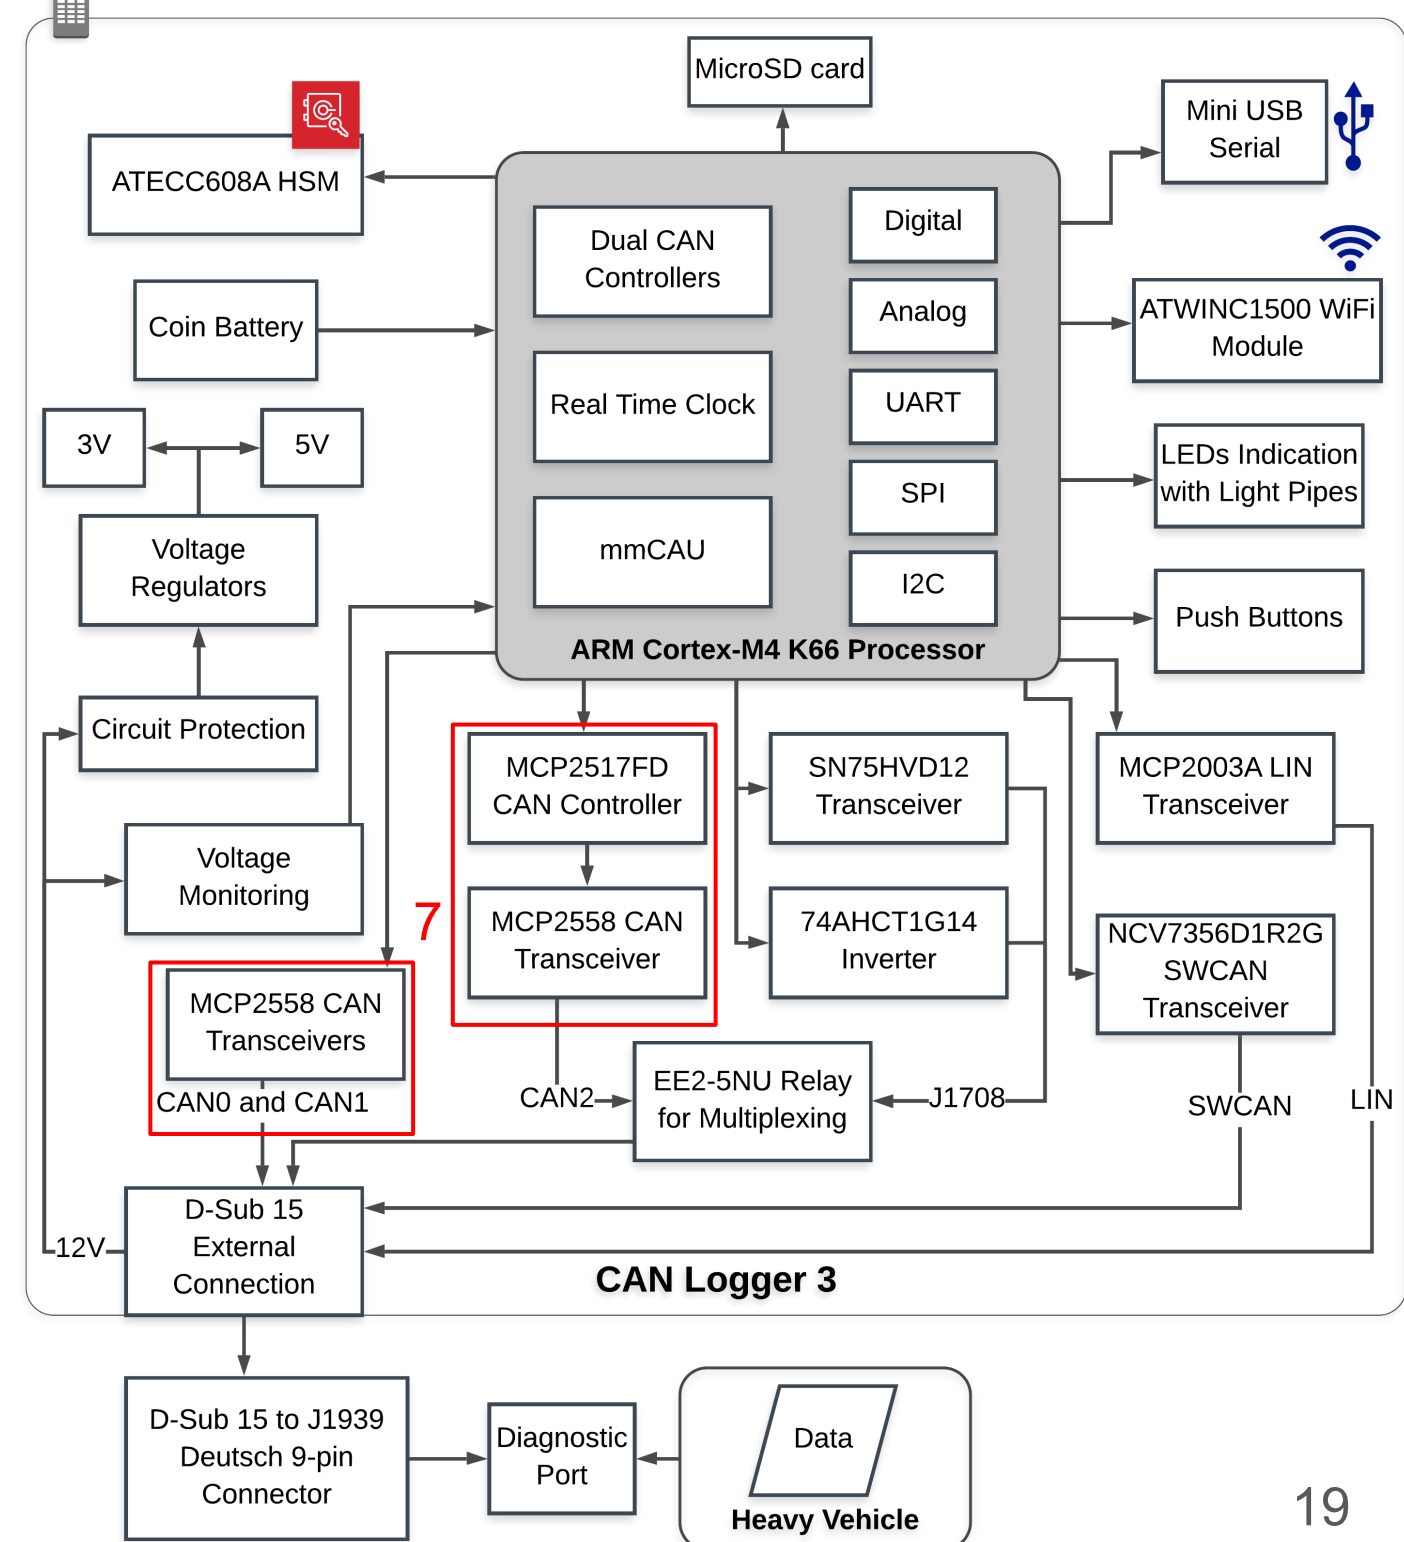 MicroSD card
Mini USB
Serial
ATECC608A HSM
Digital
Dual CAN
Controllers
Analog
ATWINC1500 WiFi
Module
Coin Battery
Real Time Clock
UART
3V
5V
LEDs Indication
with Light Pipes
SPI
Voltage
Regulators
mmCAU
I2C
Push Buttons
ARM Cortex-M4 K66 Processor
Circuit Protection
MCP2517FD
CAN Controller
SN75HVD12
Transceiver
MCP2003A LIN
Transceiver
Voltage
Monitoring
7
MCP2558 CAN
Transceiver
74AHCT1G14
Inverter
NCV7356D1R2G
SWCAN
Transceiver
MCP2558 CAN
Transceivers
CAN0 and CAN1
CAN2
EE2-5NU Relay
for Multiplexing
J1708
SWCAN
LIN
D-Sub 15
External
Connection
12V
CAN Logger 3
D-Sub 15 to J1939
Deutsch 9-pin
Connector
Diagnostic
Port
Data
Heavy Vehicle
19